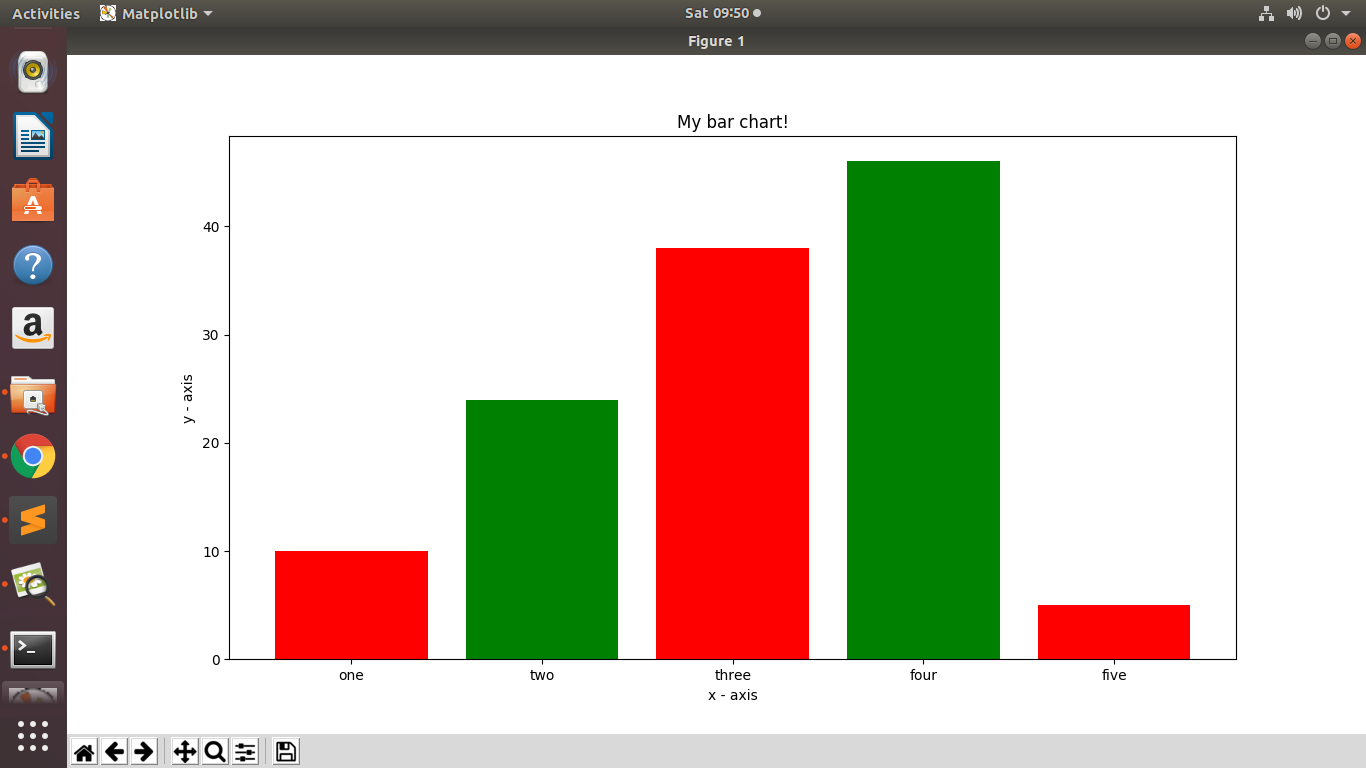 Activities Matplotlib Sat 09:50
Figure 1
My bar chart!
40
30
20
10
0
y - axis
one two three four five
x - axis